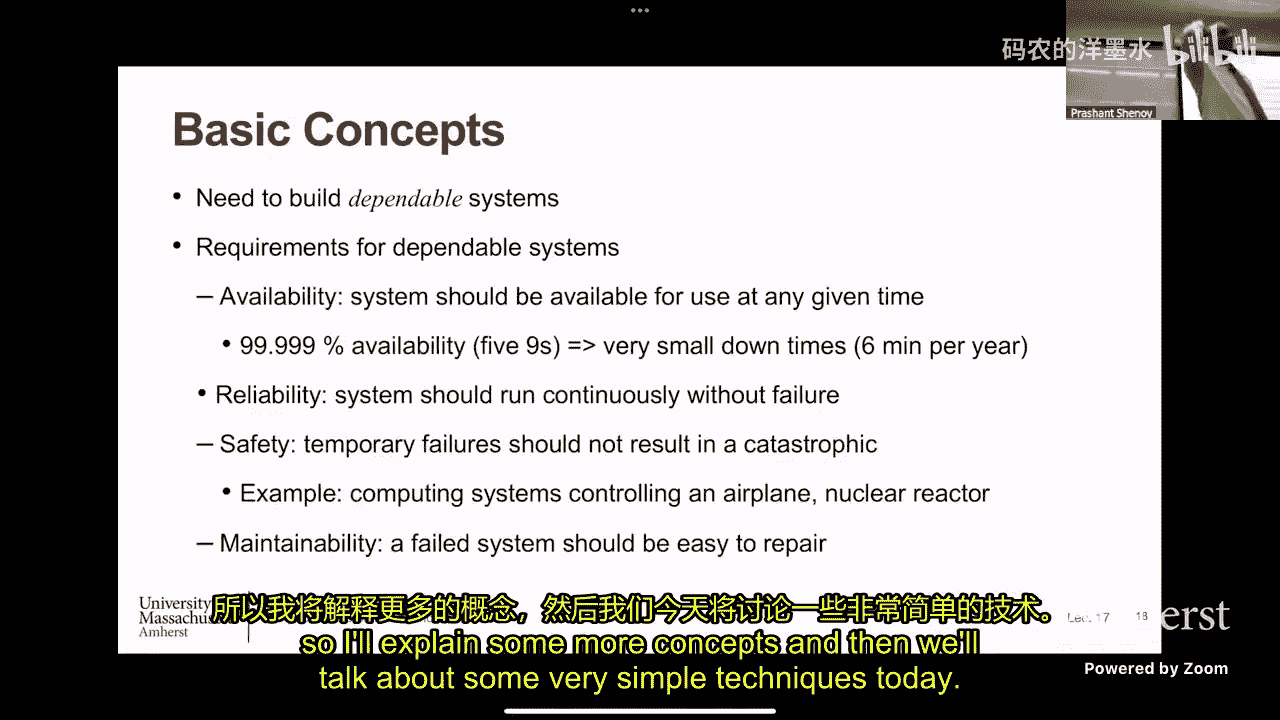 码农的洋墨水 bilibili
Prashant Shenoy
Basic Concepts
• Need to build dependable systems
• Requirements for dependable systems
– Availability: system should be available for use at any given time
• 99.999 % availability (five 9s) => very small down times (6 min per year)
• Reliability: system should run continuously without failure
– Safety: temporary failures should not result in a catastrophic
• Example: computing systems controlling an airplane, nuclear reactor
– Maintainability: a failed system should be easy to repair
University
Massachus
Amherst
Lec. 17
18
erst
所以我将解释更多的概念，然后我们今天将讨论一些非常简单的技术。
so I'll explain some more concepts and then we'll
talk about some very simple techniques today.
Powered by Zoom